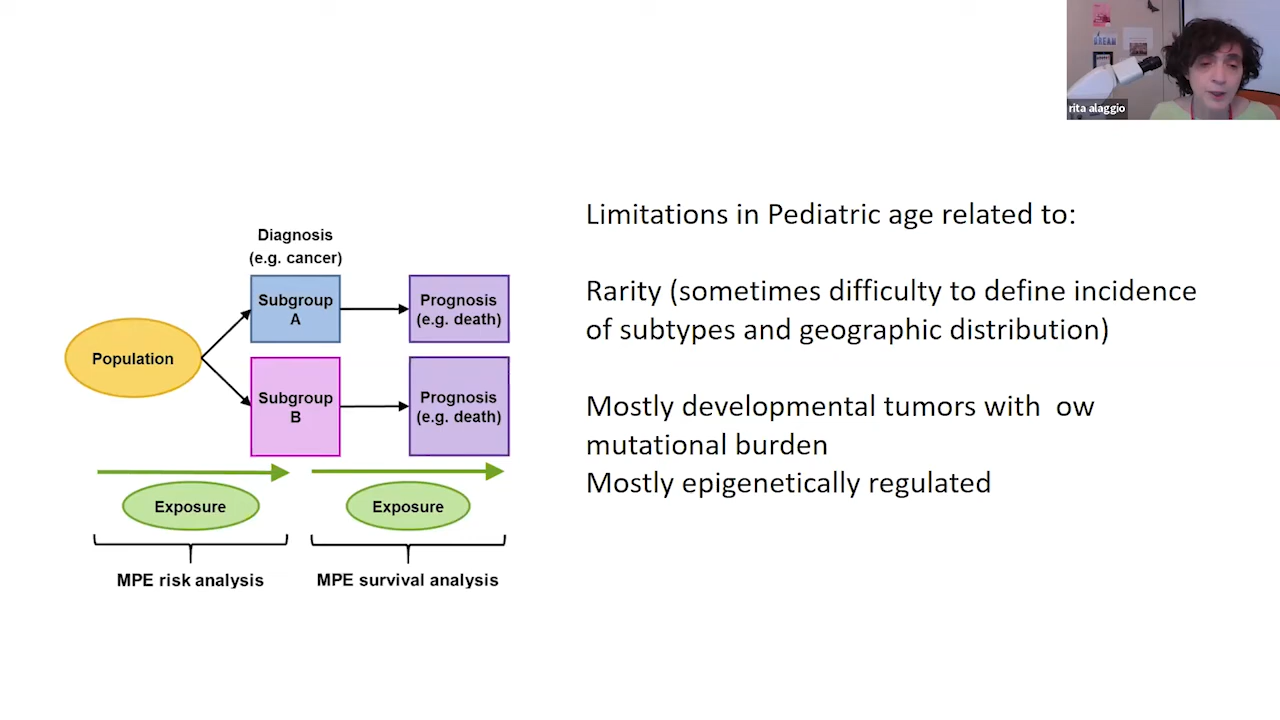 rita alaggio
DREAM
Limitations in Pediatric age related to:
Rarity (sometimes difficulty to define incidence
of subtypes and geographic distribution)
Mostly developmental tumors with  ow
mutational burden
Mostly epigenetically regulated
Diagnosis
(e.g. cancer)
Population
Subgroup
A
Prognosis
(e.g. death)
Subgroup
B
Prognosis
(e.g. death)
Exposure
Exposure
MPE risk analysis
MPE survival analysis